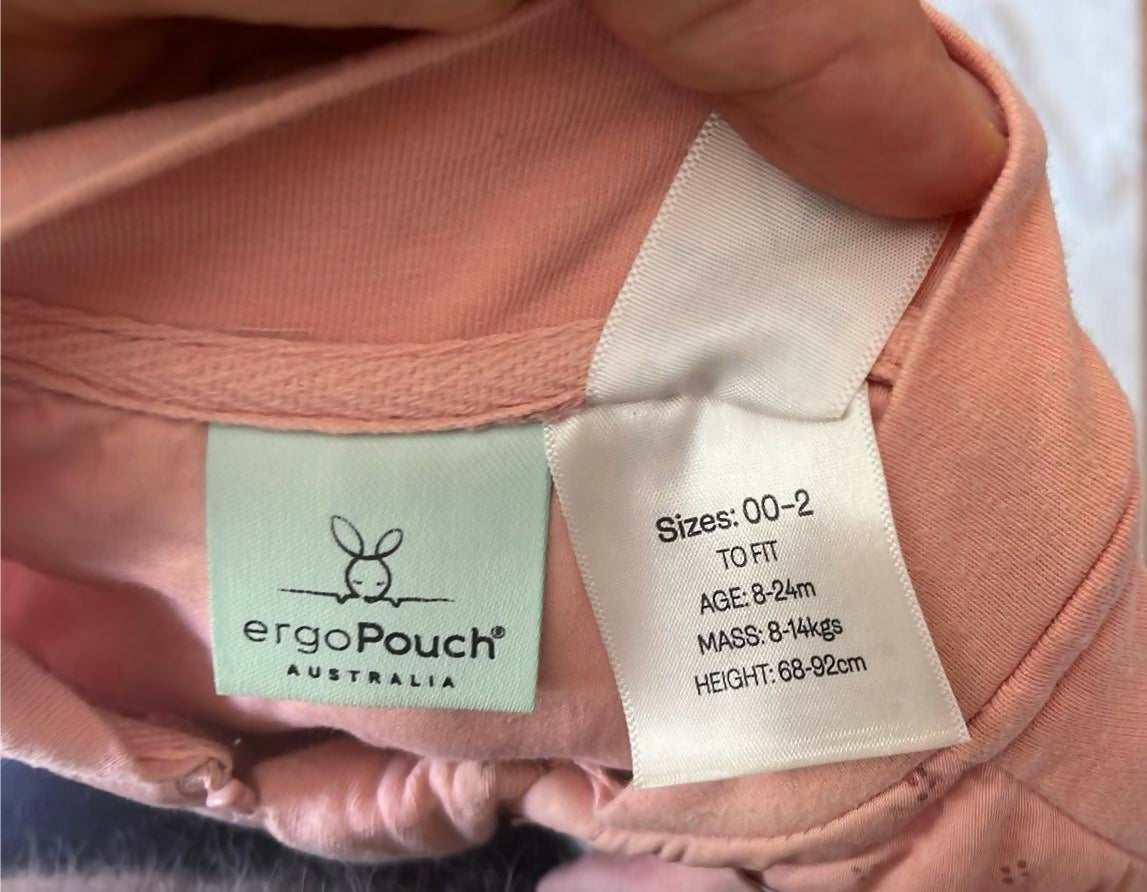 ergoPouch®
AUSTRALIA
Sizes: 00-2
TO FIT
AGE: 8-24m
MASS: 8-14kgs
HEIGHT: 68-92cm